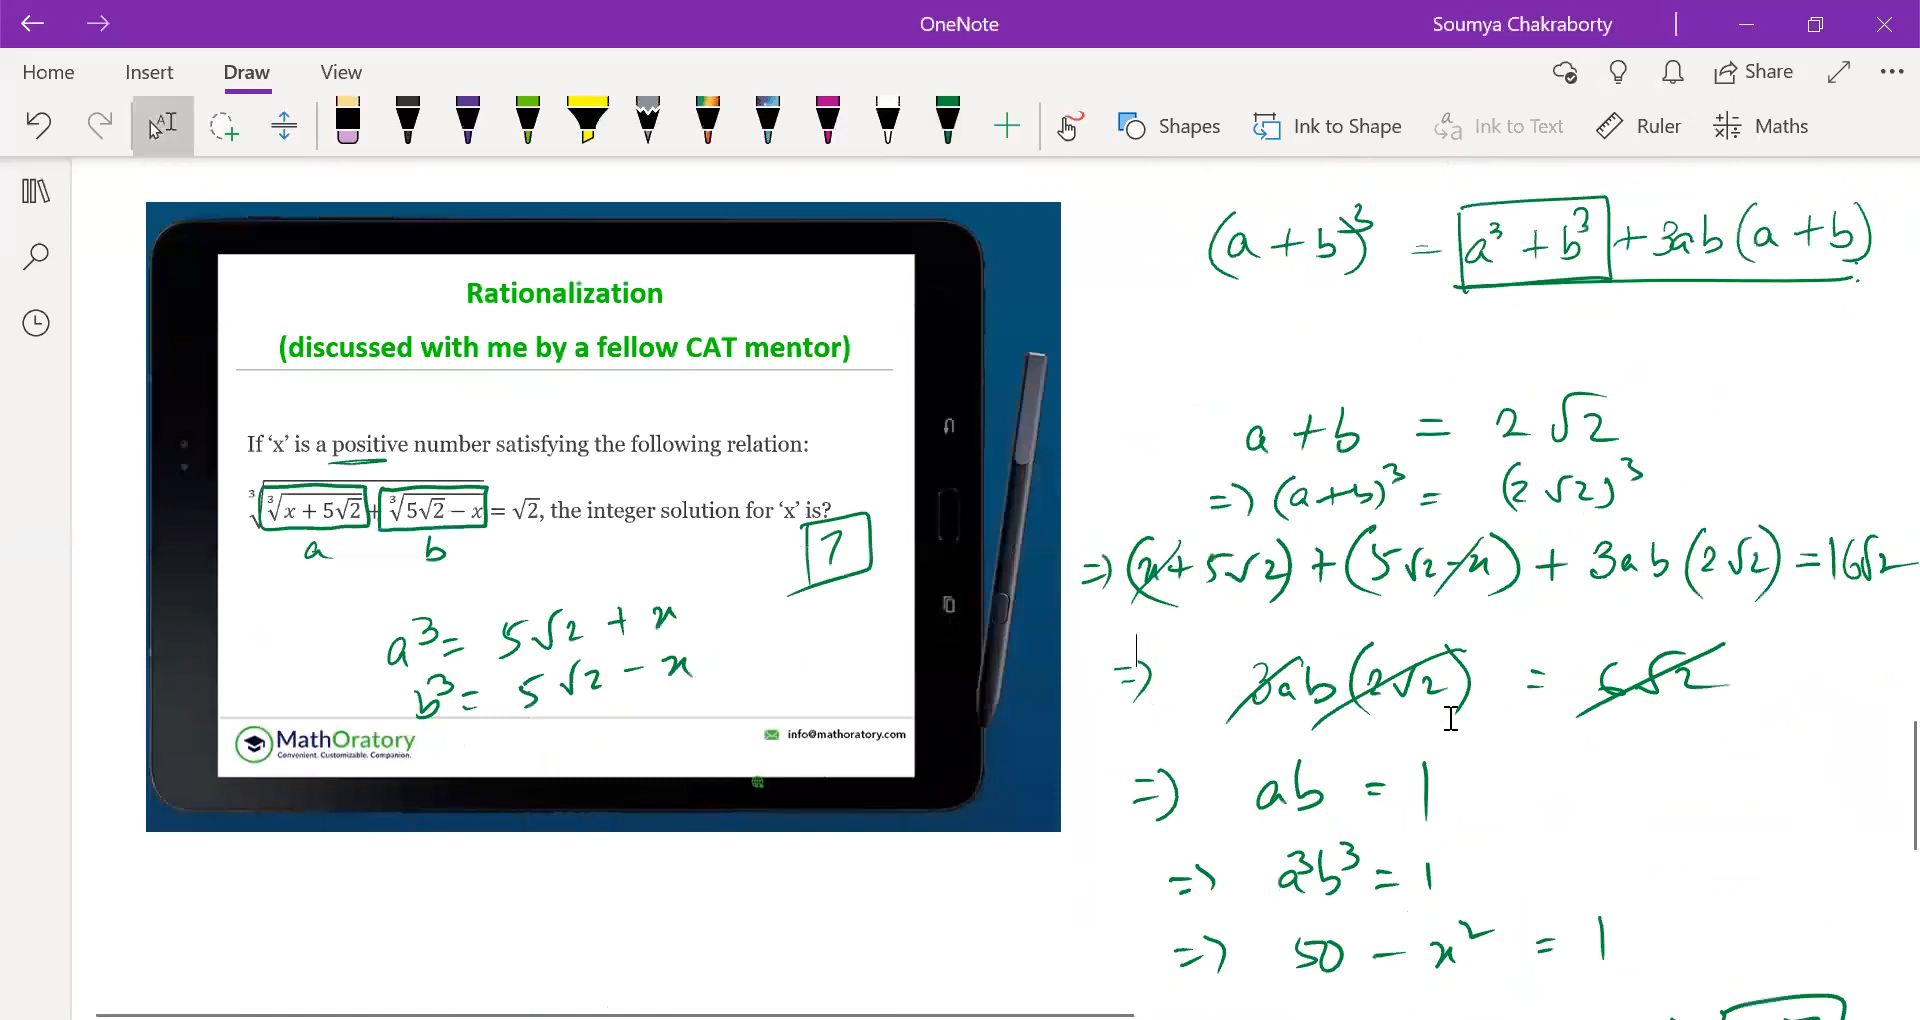 OneNote
Soumya Chakraborty
Home Insert Draw View
Share
Shapes
Ink to Shape
Ink to Text
Ruler
Maths
Rationalization
(discussed with me by a fellow CAT mentor)
If ‘x’ is a positive number satisfying the following relation:
∛(∛(x + 5√2) + ∛(5√2 − x)) = √2, the integer solution for ‘x’ is?
a b
7
a³ = 5√2 + x
b³ = 5√2 − x
MathOratory
Convenient. Customizable. Companion.
info@mathoratory.com
(a + b)³ = a³ + b³ + 3ab(a + b)
a + b = 2√2
=> (a+b)³ = (2√2)³
=> (x + 5√2) + (5√2 − x) + 3ab(2√2) = 16√2
=> 3ab(2√2) = 6√2
=> ab = 1
=> a³b³ = 1
=> 50 − x² = 1